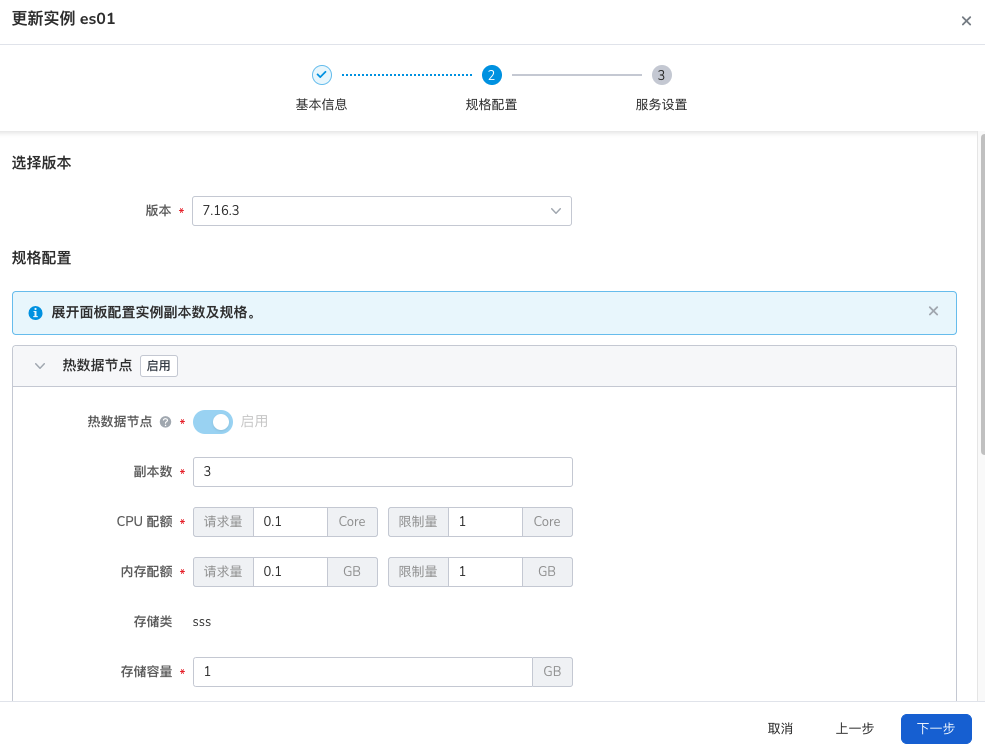 更新实例 es01
2 3
基本信息 规格配置 服务设置
选择版本
版本 * 7.16.3
规格配置
展开面板配置实例副本数及规格。
热数据节点 启用
热数据节点 ? * 启用
副本数 * 3
CPU 配额 * 请求量 0.1 Core 限制量 1 Core
内存配额 * 请求量 0.1 GB 限制量 1 GB
存储类 sss
存储容量 * 1 GB
取消 上一步 下一步